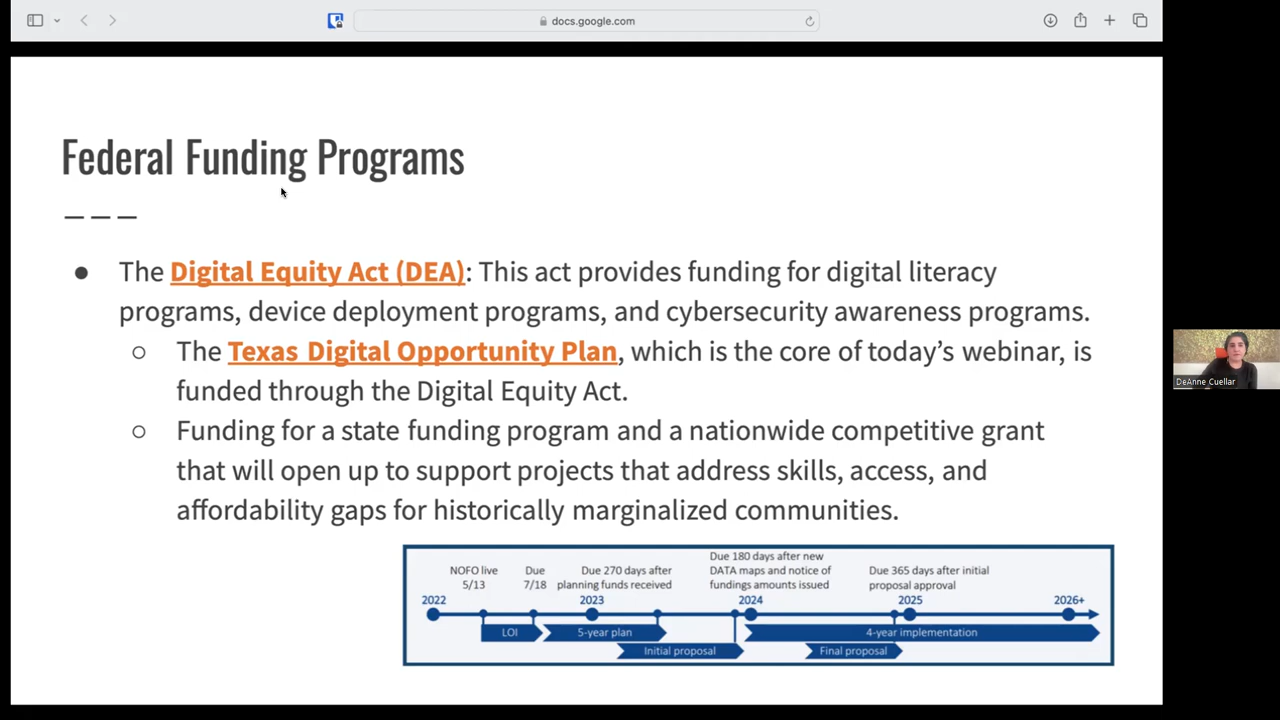 docs.google.com
Federal Funding Programs
The Digital Equity Act (DEA): This act provides funding for digital literacy
programs, device deployment programs, and cybersecurity awareness programs.
The Texas Digital Opportunity Plan, which is the core of today's webinar, is
funded through the Digital Equity Act.
Funding for a state funding program and a nationwide competitive grant
that will open up to support projects that address skills, access, and
affordability gaps for historically marginalized communities.
NOFO live
5/13
Due
7/18
Due 270 days after
planning funds received
Due 180 days after new
DATA maps and notice of
fundings amounts issued
Due 365 days after initial
proposal approval
2022 2023 2024 2025 2026+
LOI 5-year plan 4-year implementation
Initial proposal Final proposal
DeAnne Cuellar